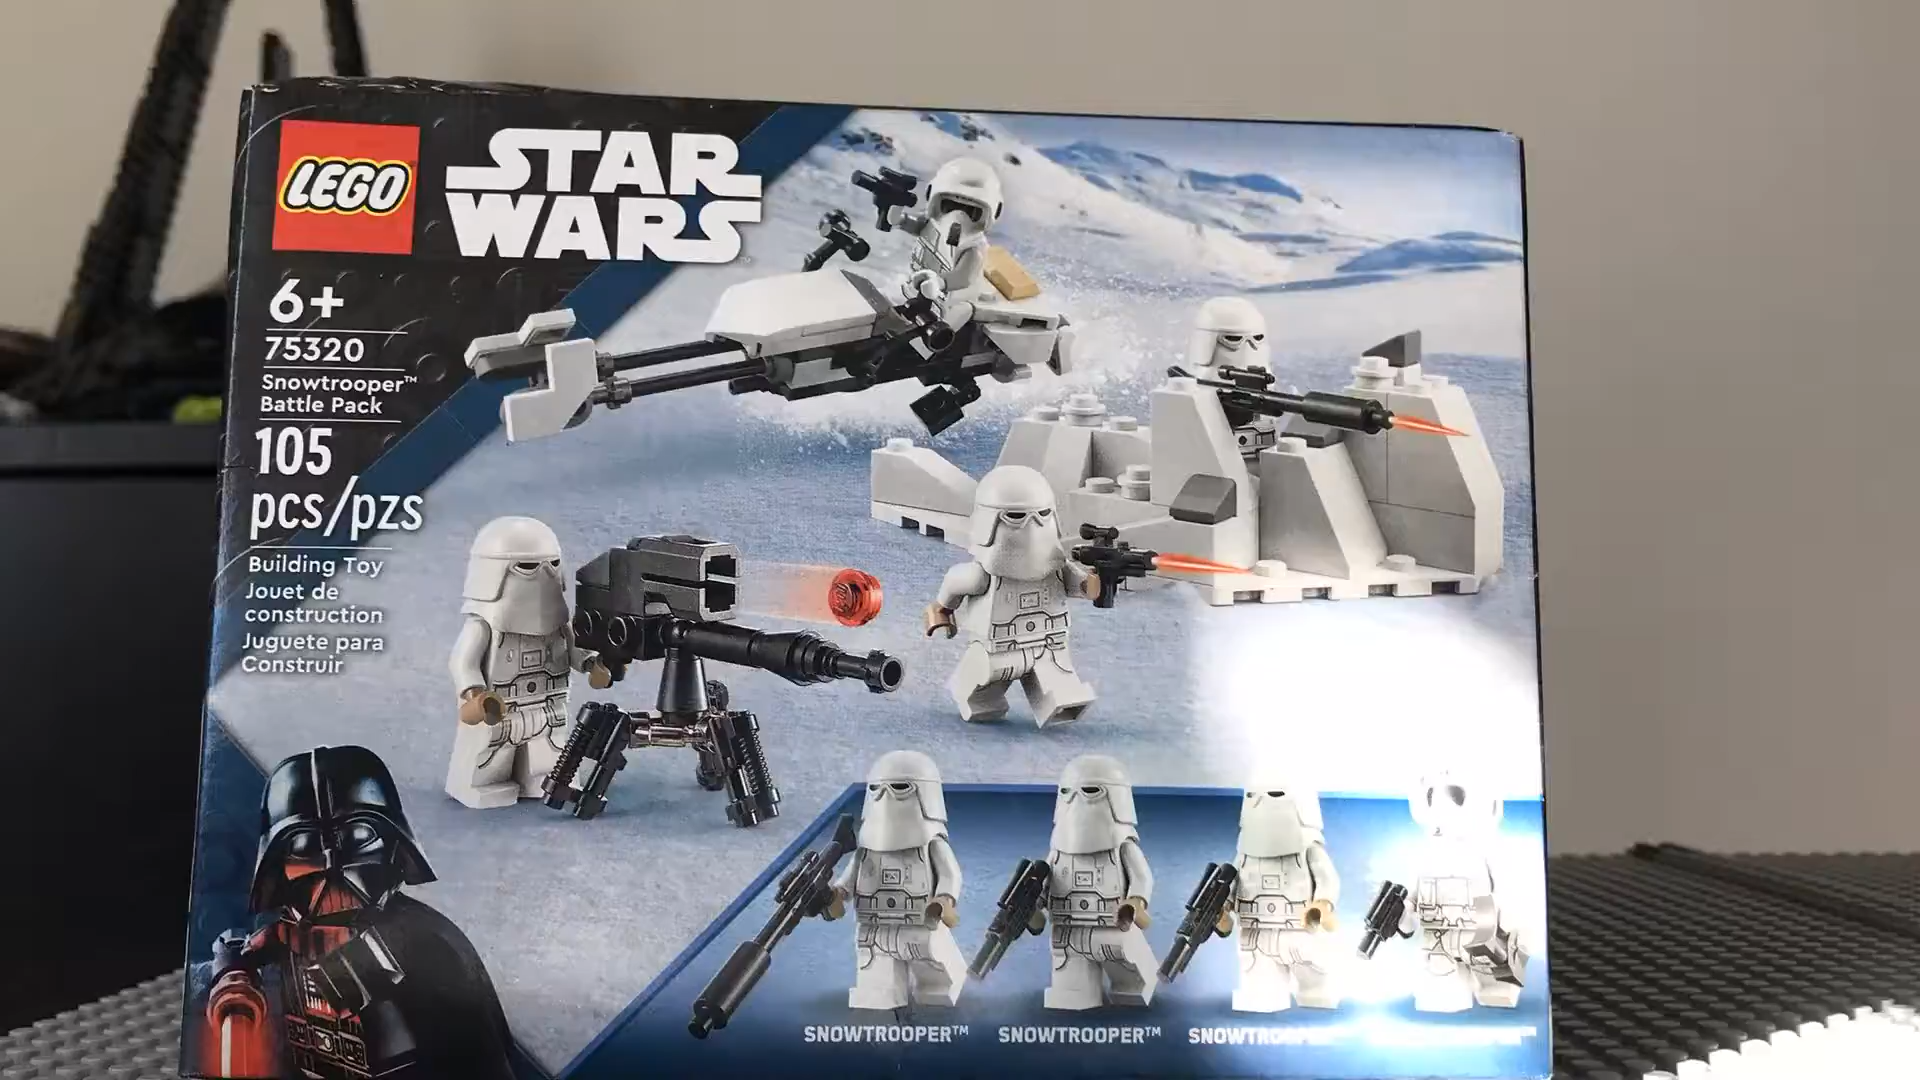 LEGO
STAR
WARS™
6+
75320
Snowtrooper™
Battle Pack
105
pcs/pzs
Building Toy
Jouet de
construction
Juguete para
Construir
SNOWTROOPER™
SNOWTROOPER™